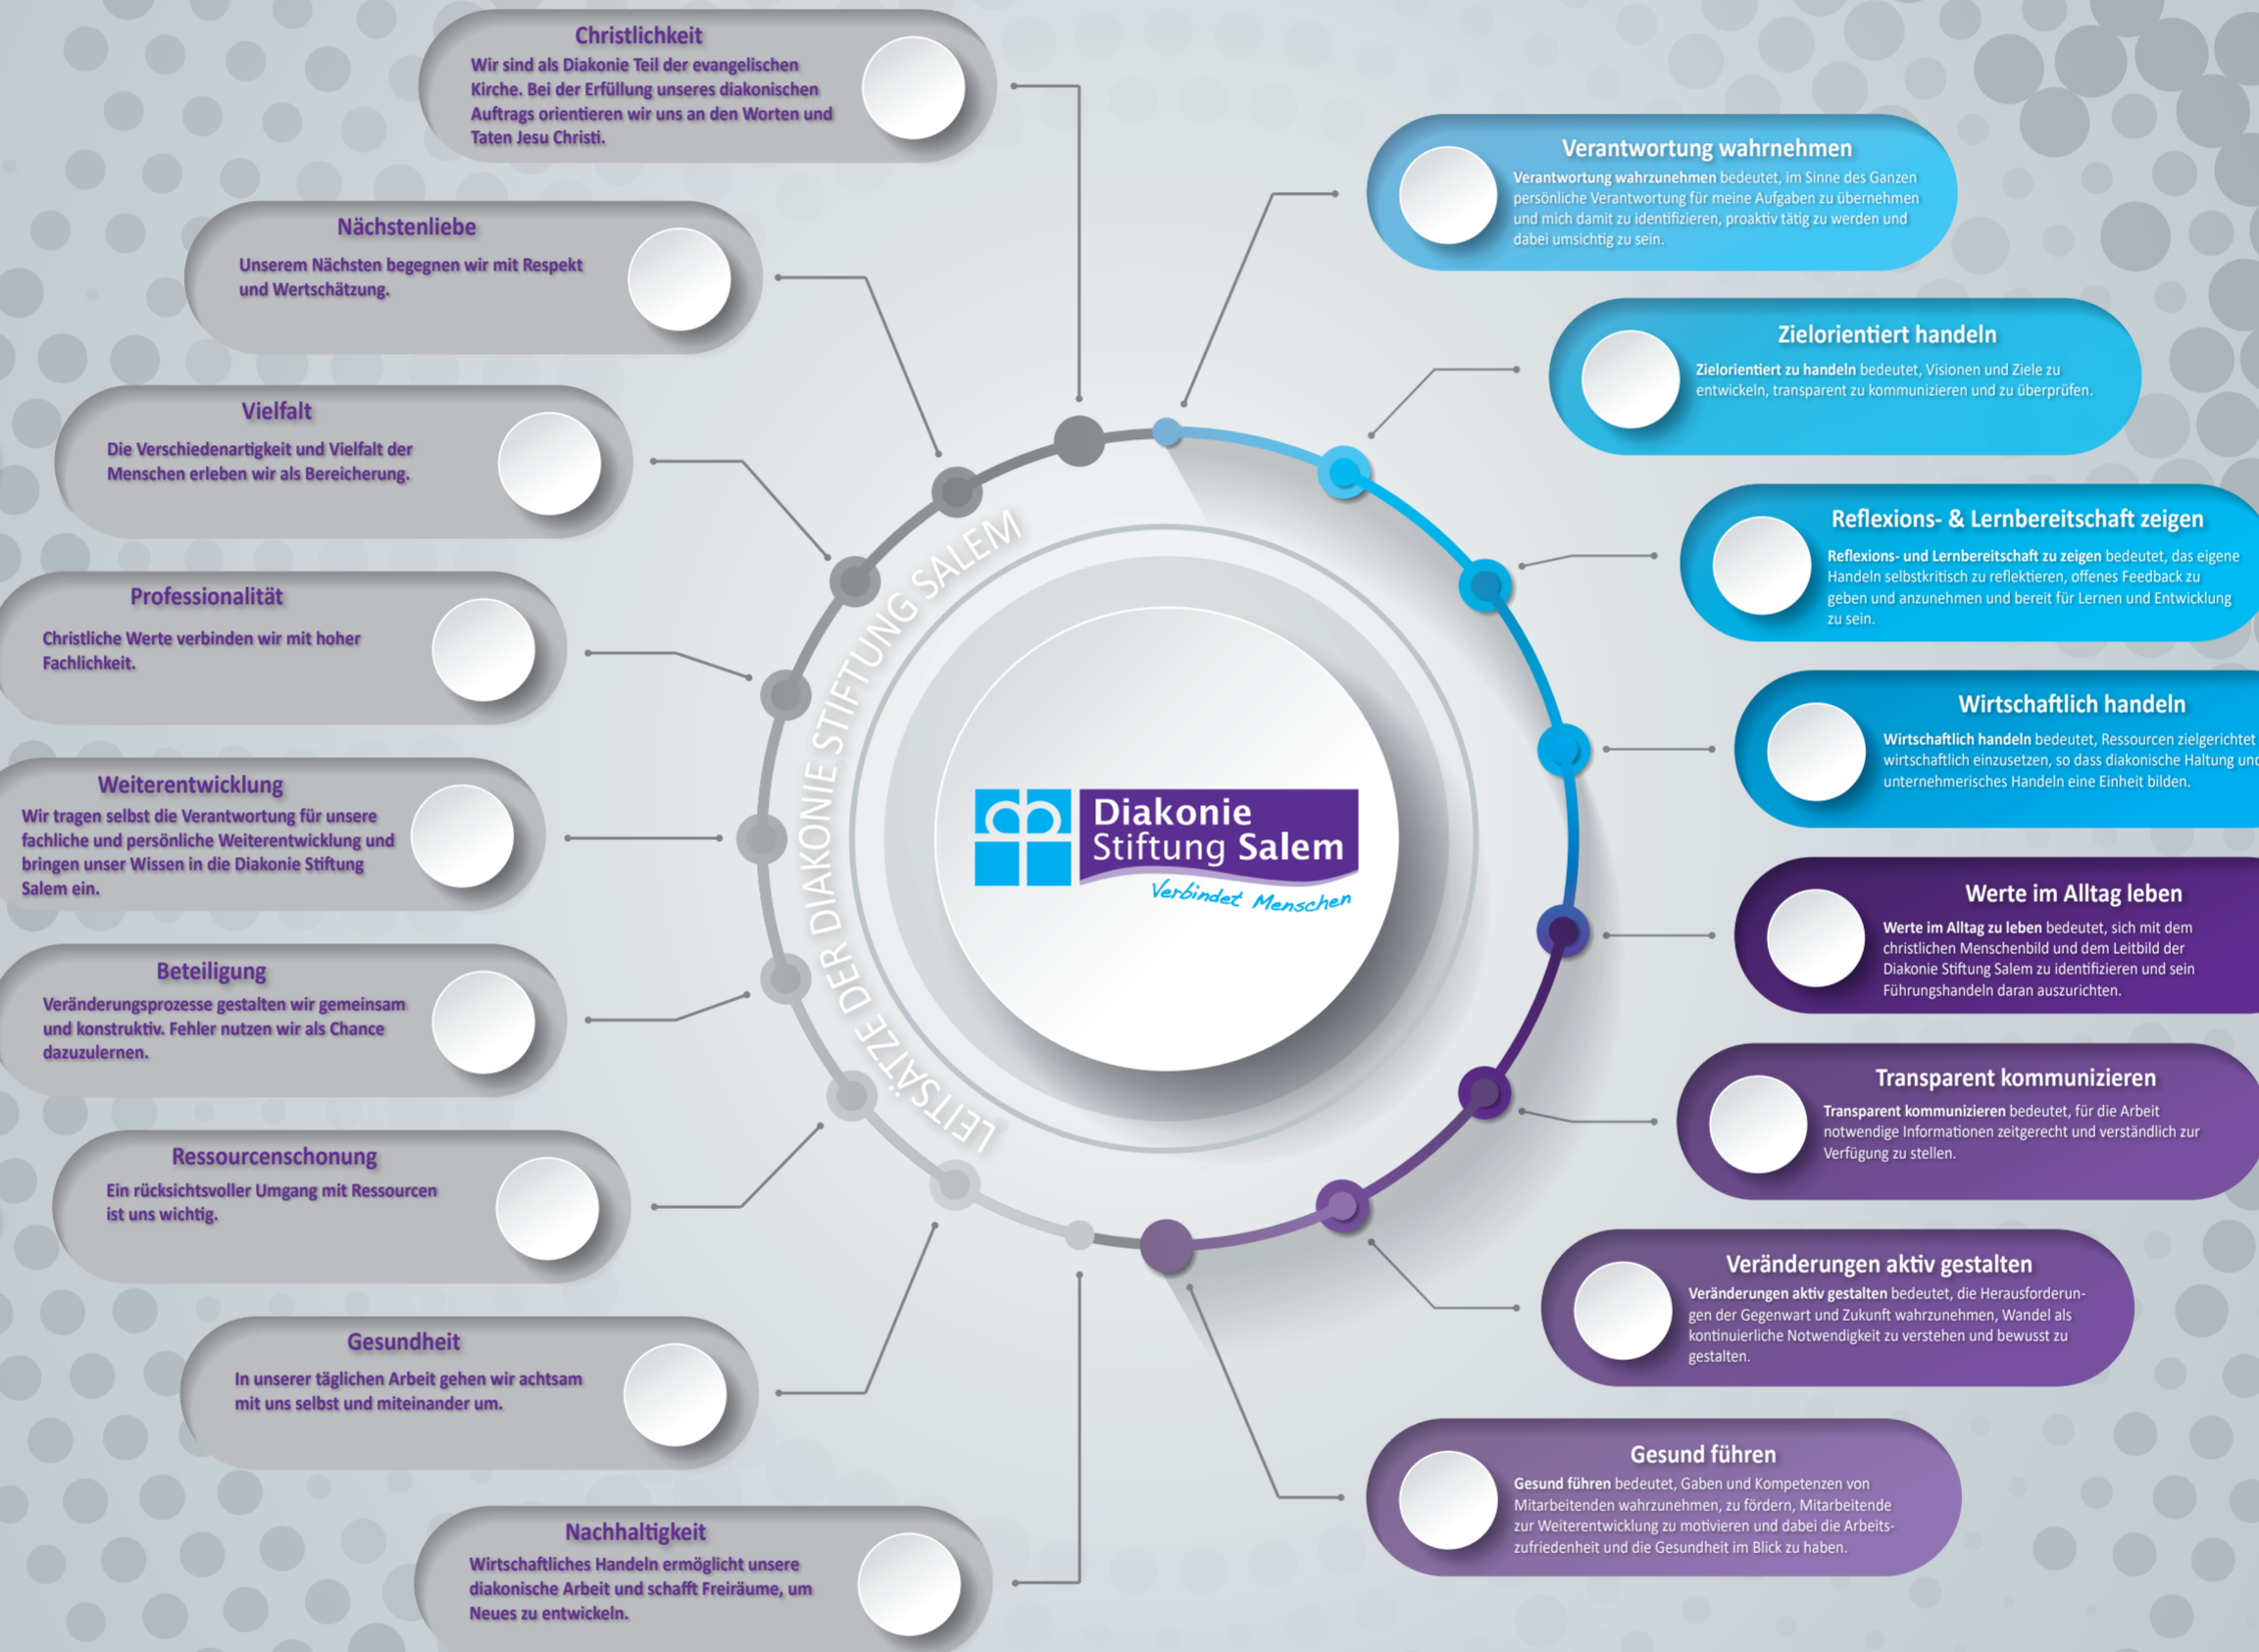 Christlichkeit
Wir sind als Diakonie Teil der evangelischen
Kirche. Bei der Erfüllung unseres diakonischen
Auftrags orientieren wir uns an den Worten und
Taten Jesu Christi.
Nächstenliebe
Unserem Nächsten begegnen wir mit Respekt
und Wertschätzung.
Vielfalt
Die Verschiedenartigkeit und Vielfalt der
Menschen erleben wir als Bereicherung.
Professionalität
Christliche Werte verbinden wir mit hoher
Fachlichkeit.
Weiterentwicklung
Wir tragen selbst die Verantwortung für unsere
fachliche und persönliche Weiterentwicklung und
bringen unser Wissen in die Diakonie Stiftung
Salem ein.
Beteiligung
Veränderungsprozesse gestalten wir gemeinsam
und konstruktiv. Fehler nutzen wir als Chance
dazuzulernen.
Ressourcenschonung
Ein rücksichtsvoller Umgang mit Ressourcen
ist uns wichtig.
Gesundheit
In unserer täglichen Arbeit gehen wir achtsam
mit uns selbst und miteinander um.
Nachhaltigkeit
Wirtschaftliches Handeln ermöglicht unsere
diakonische Arbeit und schafft Freiräume, um
Neues zu entwickeln.
LEITSÄTZE DER DIAKONIE STIFTUNG SALEM
Diakonie
Stiftung Salem
Verbindet Menschen
Verantwortung wahrnehmen
Verantwortung wahrzunehmen bedeutet, im Sinne des Ganzen
persönliche Verantwortung für meine Aufgaben zu übernehmen
und mich damit zu identifizieren, proaktiv tätig zu werden und
dabei umsichtig zu sein.
Zielorientiert handeln
Zielorientiert zu handeln bedeutet, Visionen und Ziele zu
entwickeln, transparent zu kommunizieren und zu überprüfen.
Reflexions- & Lernbereitschaft zeigen
Reflexions- und Lernbereitschaft zu zeigen bedeutet, das eigene
Handeln selbstkritisch zu reflektieren, offenes Feedback zu
geben und anzunehmen und bereit für Lernen und Entwicklung
zu sein.
Wirtschaftlich handeln
Wirtschaftlich handeln bedeutet, Ressourcen zielgerichtet
wirtschaftlich einzusetzen, so dass diakonische Haltung und
unternehmerisches Handeln eine Einheit bilden.
Werte im Alltag leben
Werte im Alltag zu leben bedeutet, sich mit dem
christlichen Menschenbild und dem Leitbild der
Diakonie Stiftung Salem zu identifizieren und sein
Führungshandeln daran auszurichten.
Transparent kommunizieren
Transparent kommunizieren bedeutet, für die Arbeit
notwendige Informationen zeitgerecht und verständlich zur
Verfügung zu stellen.
Veränderungen aktiv gestalten
Veränderungen aktiv gestalten bedeutet, die Herausforderun-
gen der Gegenwart und Zukunft wahrzunehmen, Wandel als
kontinuierliche Notwendigkeit zu verstehen und bewusst zu
gestalten.
Gesund führen
Gesund führen bedeutet, Gaben und Kompetenzen von
Mitarbeitenden wahrzunehmen, zu fördern, Mitarbeitende
zur Weiterentwicklung zu motivieren und dabei die Arbeits-
zufriedenheit und die Gesundheit im Blick zu haben.